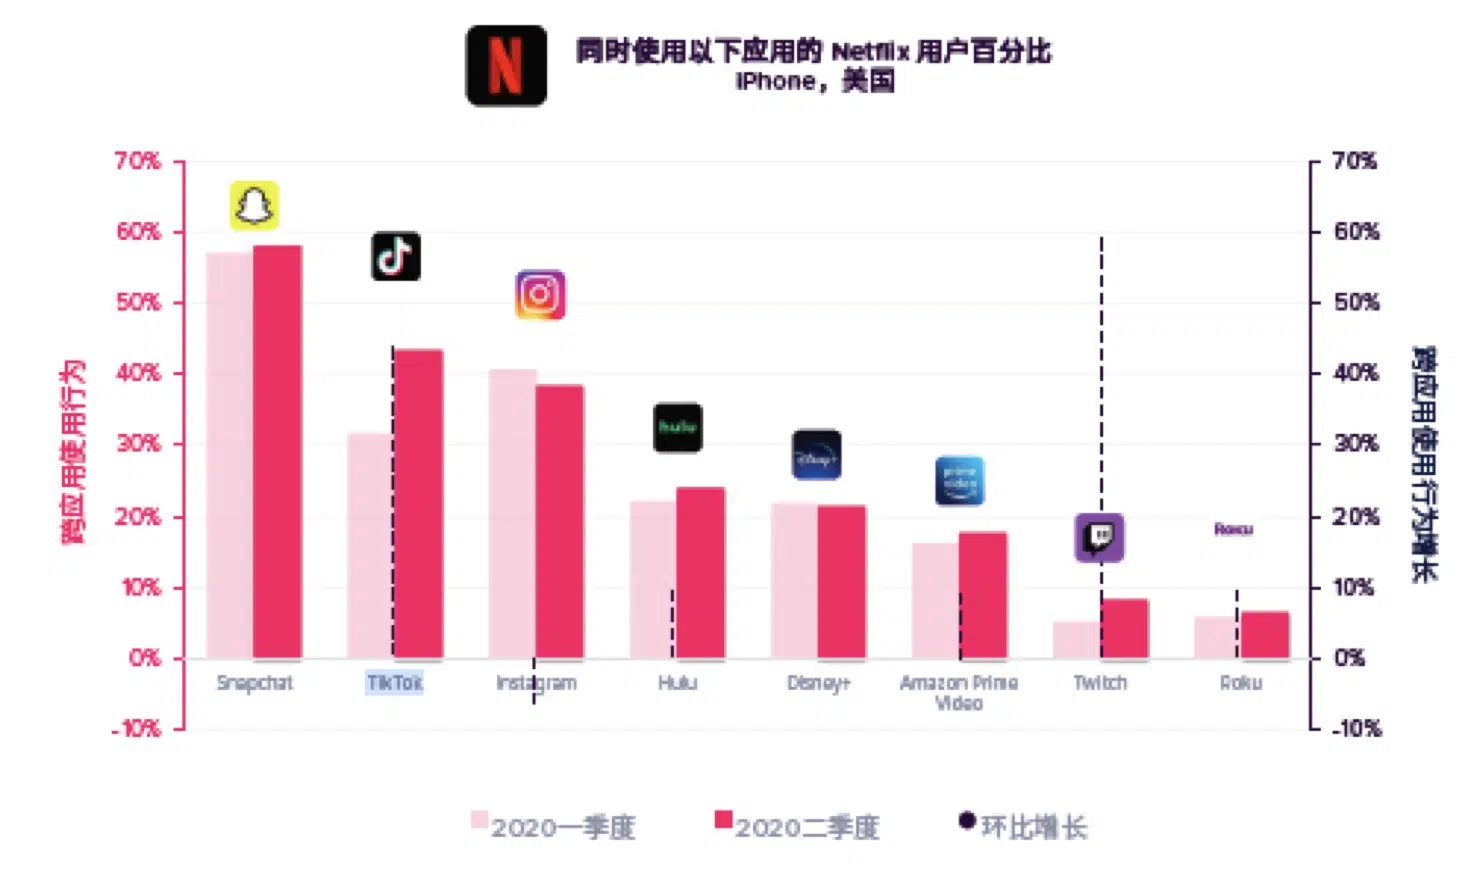 同时使用以下应用的 Netflix 用户百分比
iPhone，美国
70%
60%
50%
40%
30%
20%
10%
0%
-10%
跨应用使用行为
70%
60%
50%
40%
30%
20%
10%
0%
-10%
跨应用使用行为增长
hulu
Disney+
prime
video
Roku
Snapchat
TikTok
Instagram
Hulu
Disney+
Amazon Prime
Video
Twitch
Roku
2020一季度
2020二季度
环比增长